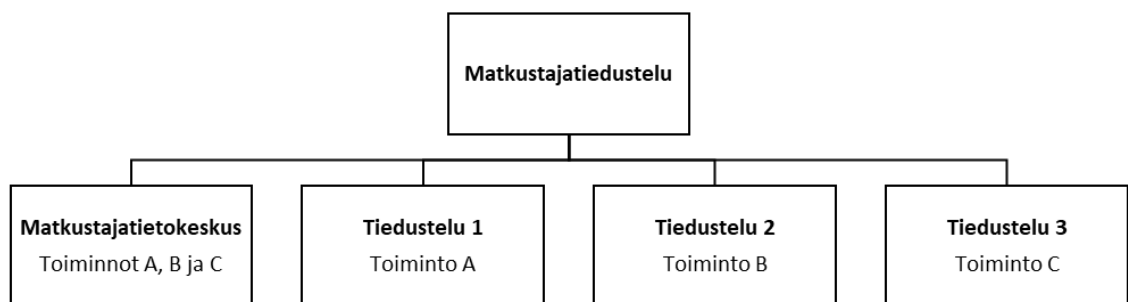 Matkustajatiedustelu
Matkustajatietokeskus
Toiminnot A, B ja C
Tiedustelu 1
Toiminto A
Tiedustelu 2
Toiminto B
Tiedustelu 3
Toiminto C